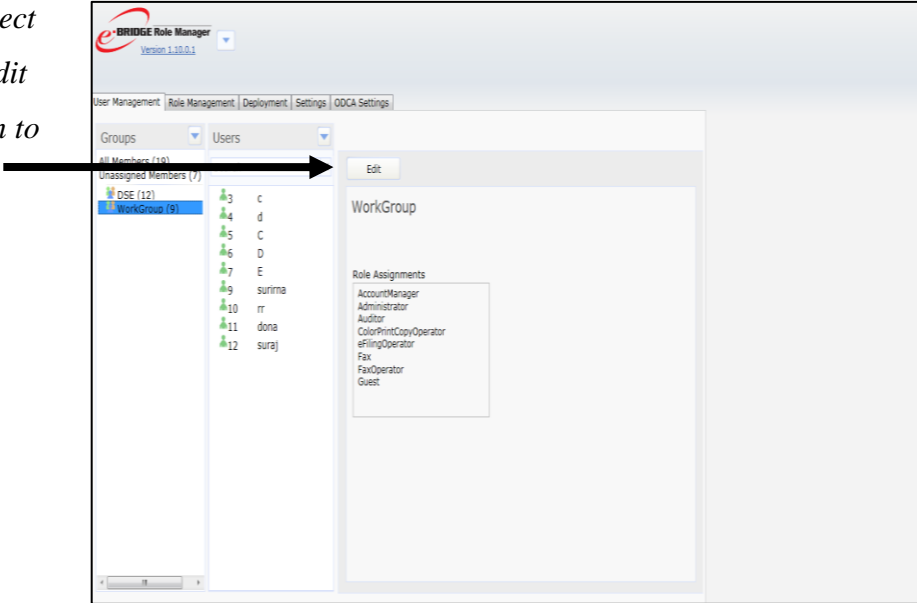 ect
dit
n to
e-BRIDGE Role Manager
Version 1.10.0.1
User Management Role Management Deployment Settings ODCA Settings
Groups
Users
All Members (19)
Unassigned Members (7)
DSE (12)
WorkGroup (9)
3 c
4 d
5 C
6 D
7 E
9 surirna
10 rr
11 dona
12 suraj
Edit
WorkGroup
Role Assignments
AccountManager
Administrator
Auditor
ColorPrintCopyOperator
eFilingOperator
Fax
FaxOperator
Guest